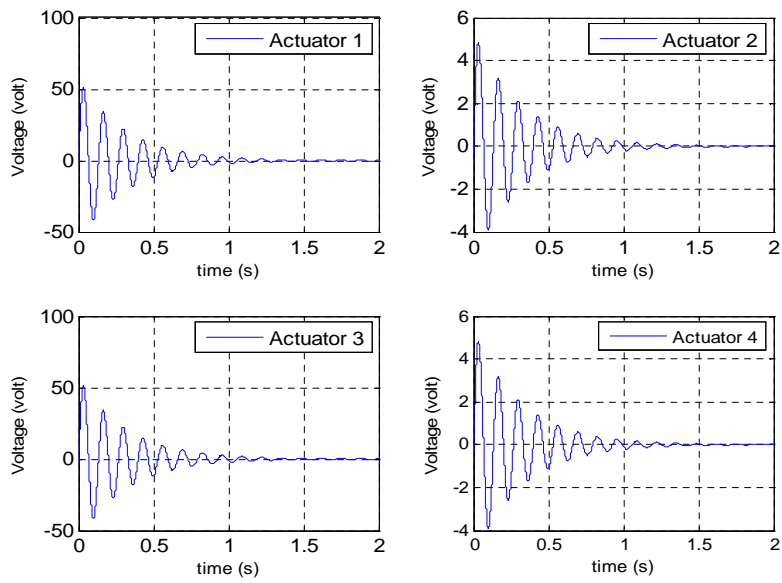 100
50
0
-50
Voltage (volt)
Actuator 1
0 0.5 1 1.5 2
time (s)
6
4
2
0
-2
-4
Voltage (volt)
Actuator 2
0 0.5 1 1.5 2
time (s)
100
50
0
-50
Voltage (volt)
Actuator 3
0 0.5 1 1.5 2
time (s)
6
4
2
0
-2
-4
Voltage (volt)
Actuator 4
0 0.5 1 1.5 2
time (s)